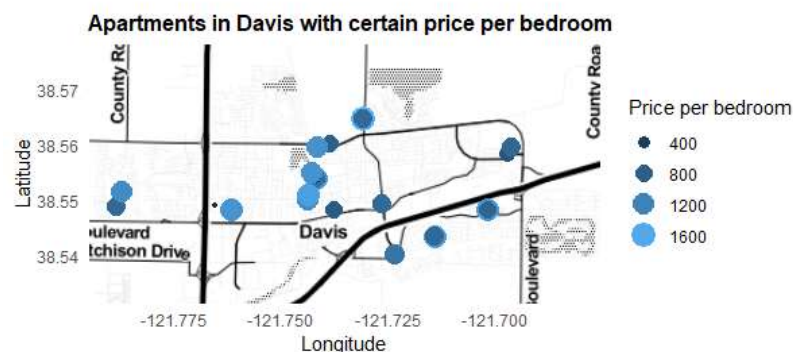 Apartments in Davis with certain price per bedroom
County Ro
County Roa
38.57
38.56
38.55
38.54
Latitude
oulevard
tchison Drive
Davis
oulevard
-121.775
-121.750
-121.725
-121.700
Longitude
Price per bedroom
400
800
1200
1600